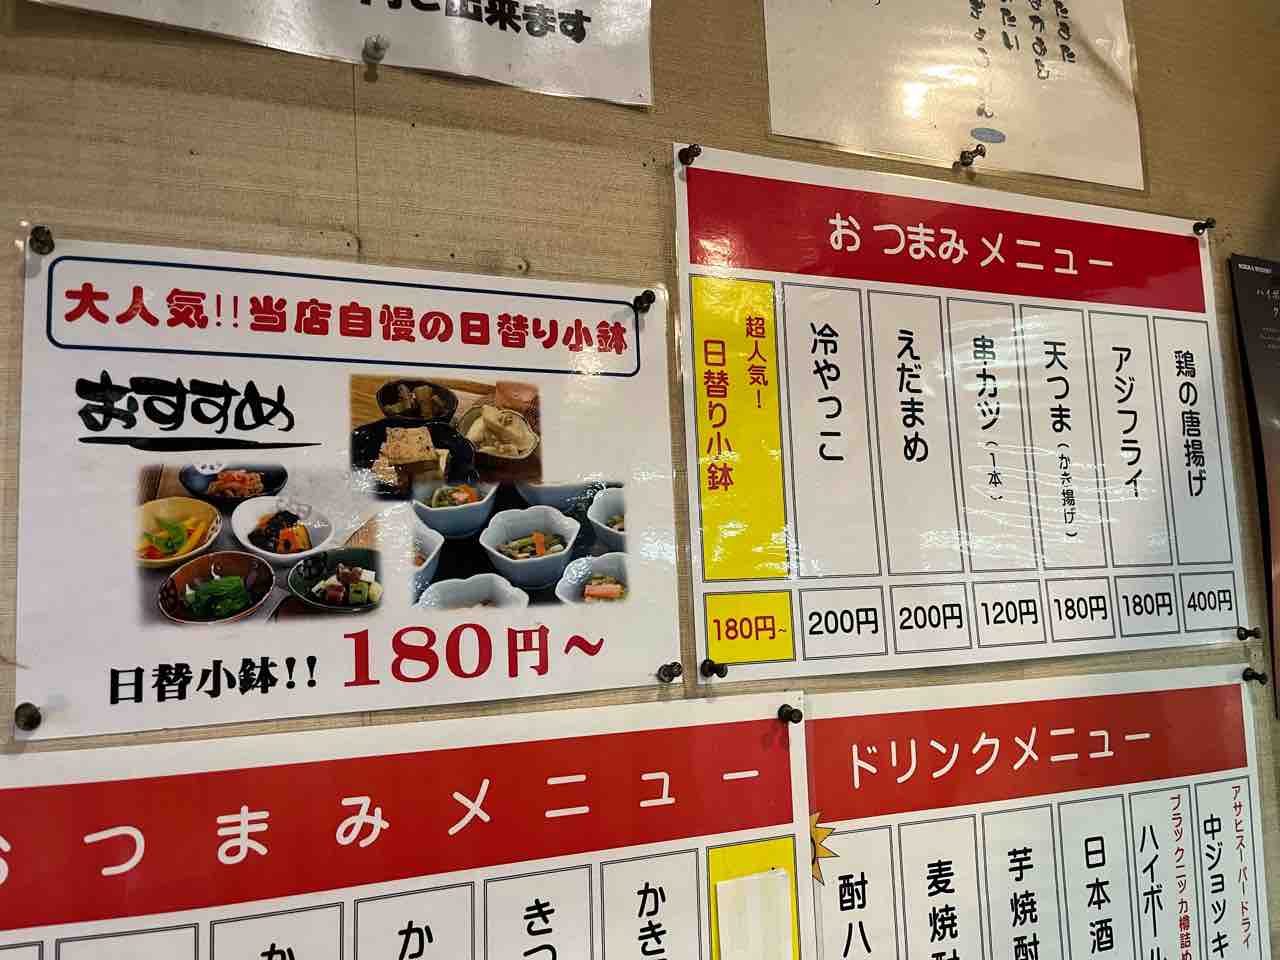 円で出来ます
大人気!!当店自慢の日替り小鉢
おすすめ
日替小鉢!! 180円～
おつまみメニュー
鶏の唐揚げ
400円
アジフライ
180円
天つま（かき揚げ）
180円
串カツ（1本）
120円
えだまめ
200円
冷やっこ
200円
超人気！
日替り小鉢
180円～
おつまみメニュー
かき
きつ
か
か
ドリンクメニュー
アサヒスーパードライ
中ジョッキ
ブラックニッカ樽詰め
ハイボール
日本酒
芋焼酎
麦焼酎
酎ハ